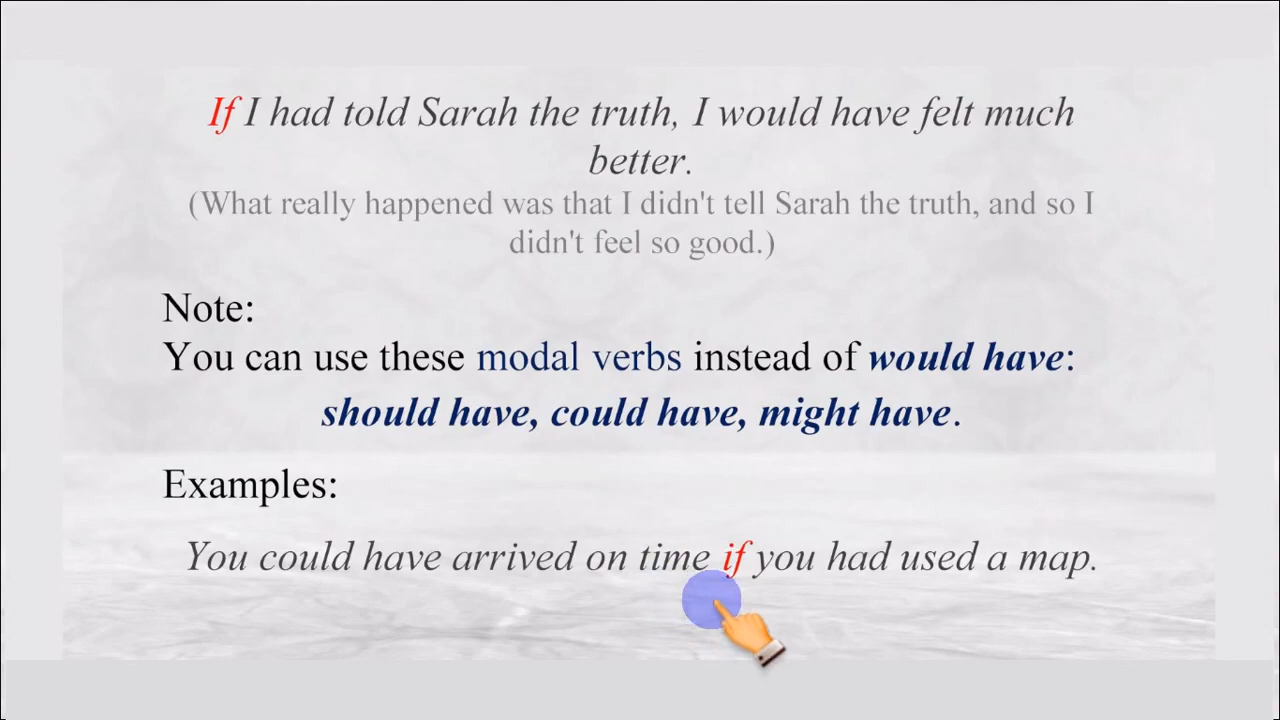 If I had told Sarah the truth, I would have felt much
better.
(What really happened was that I didn't tell Sarah the truth, and so I
didn't feel so good.)
Note:
You can use these modal verbs instead of would have:
should have, could have, might have.
Examples:
You could have arrived on time if you had used a map.